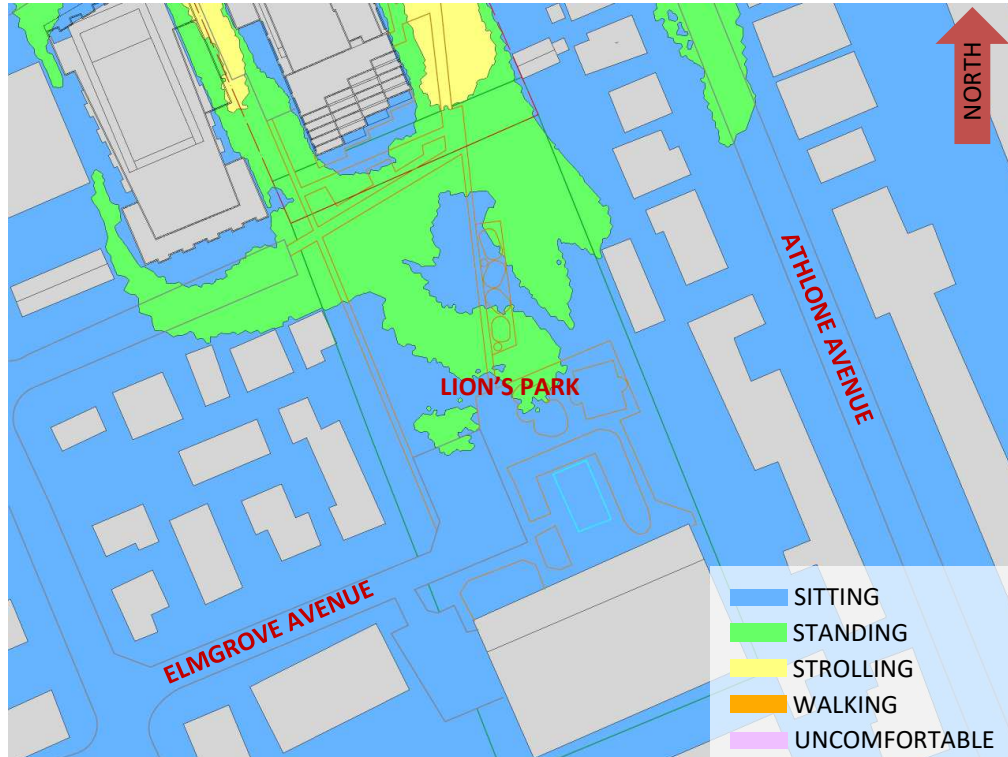 NORTH
ATHLONE AVENUE
LION'S PARK
ELMGROVE AVENUE
SITTING
STANDING
STROLLING
WALKING
UNCOMFORTABLE